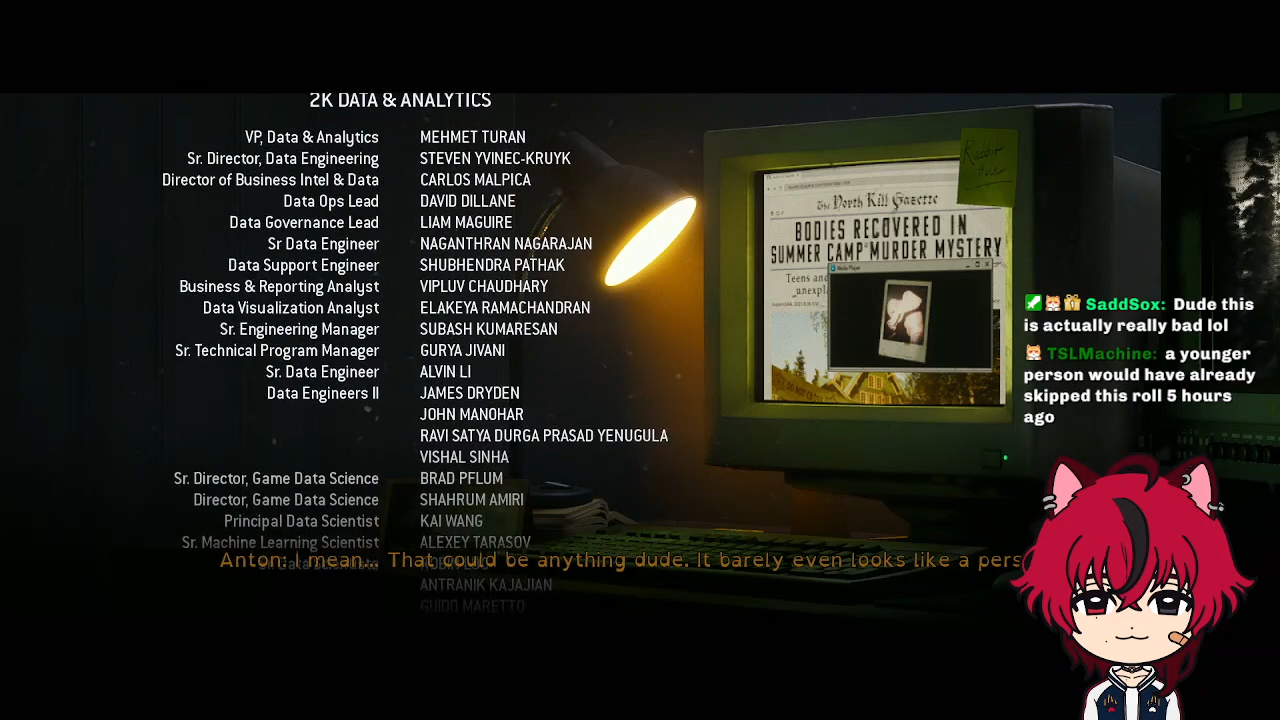 2K DATA & ANALYTICS
VP, Data & Analytics MEHMET TURAN
Sr. Director, Data Engineering STEVEN YVINEC-KRUYK
Director of Business Intel & Data CARLOS MALPICA
Data Ops Lead DAVID DILLANE
Data Governance Lead LIAM MAGUIRE
Sr Data Engineer NAGANTHRAN NAGARAJAN
Data Support Engineer SHUBHENDRA PATHAK
Business & Reporting Analyst VIPLUV CHAUDHARY
Data Visualization Analyst ELAKEYA RAMACHANDRAN
Sr. Engineering Manager SUBASH KUMARESAN
Sr. Technical Program Manager GURYA JIVANI
Sr. Data Engineer ALVIN LI
Data Engineers II JAMES DRYDEN
JOHN MANOHAR
RAVI SATYA DURGA PRASAD YENUGULA
VISHAL SINHA
Sr. Director, Game Data Science BRAD PFLUM
Director, Game Data Science SHAHRUM AMIRI
Principal Data Scientist KAI WANG
Sr. Machine Learning Scientist ALEXEY TARASOV
Anton: I mean... That could be anything dude. It barely even looks like a pers
ANTRANIK KAJAJIAN
GUIDO MARETTO
Rabbit
The North Kill Gazette
BODIES RECOVERED IN
SUMMER CAMP MURDER MYSTERY
Teens and
Media Player
SaddSox: Dude this
is actually really bad lol
TSLMachine: a younger
person would have already
skipped this roll 5 hours
ago